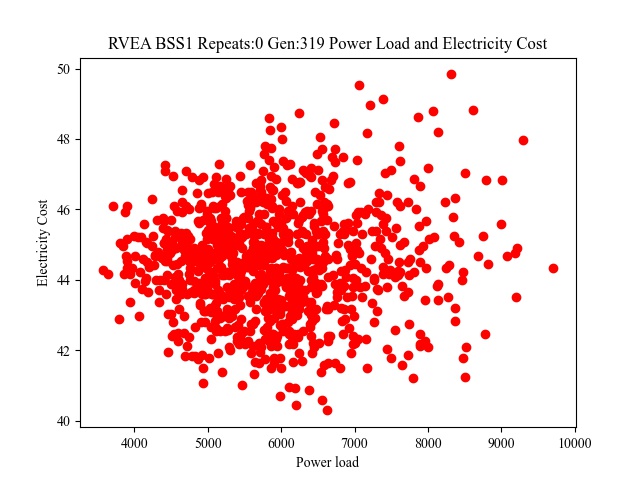 RVEA BSS1 Repeats:0 Gen:319 Power Load and Electricity Cost
50
48
46
44
42
40
Electricity Cost
4000 5000 6000 7000 8000 9000 10000
Power load